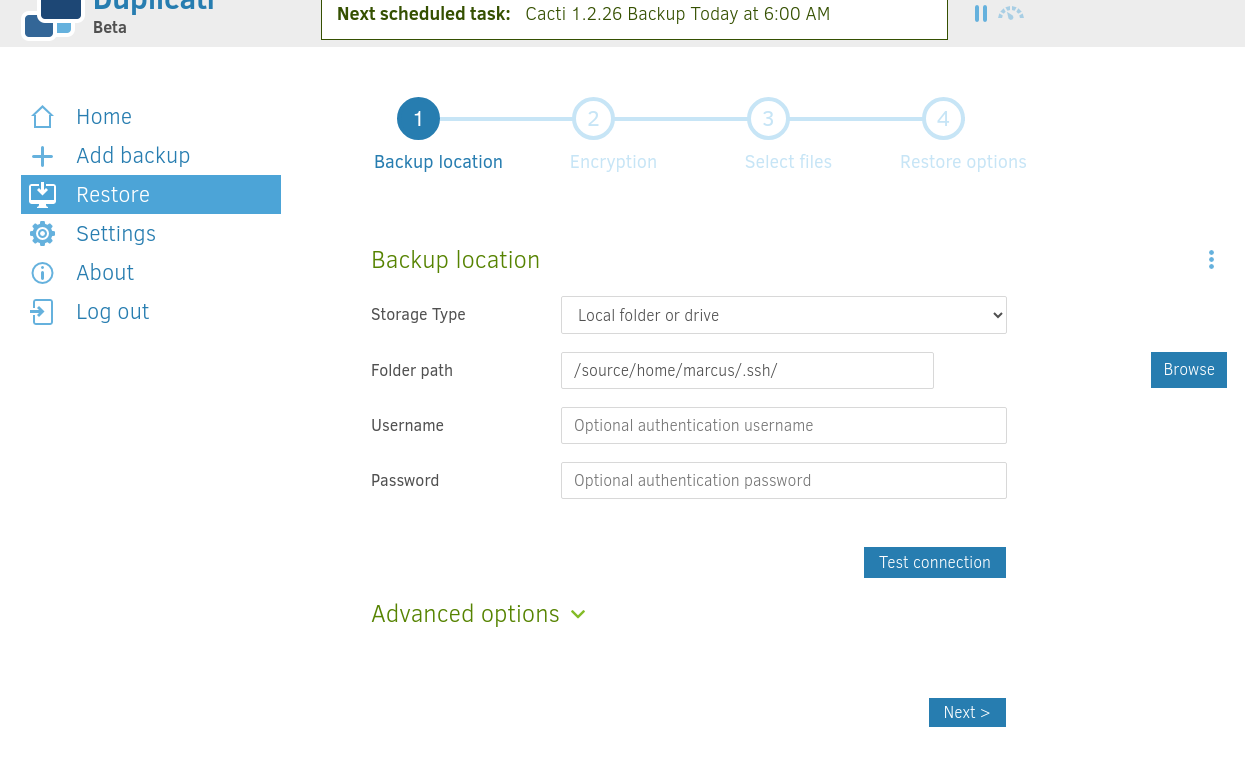 Duplicati
Beta
Next scheduled task: Cacti 1.2.26 Backup Today at 6:00 AM
Home
Add backup
Restore
Settings
About
Log out
1 2 3 4
Backup location Encryption Select files Restore options
Backup location
Storage Type Local folder or drive
Folder path /source/home/marcus/.ssh/ Browse
Username Optional authentication username
Password Optional authentication password
Test connection
Advanced options
Next >